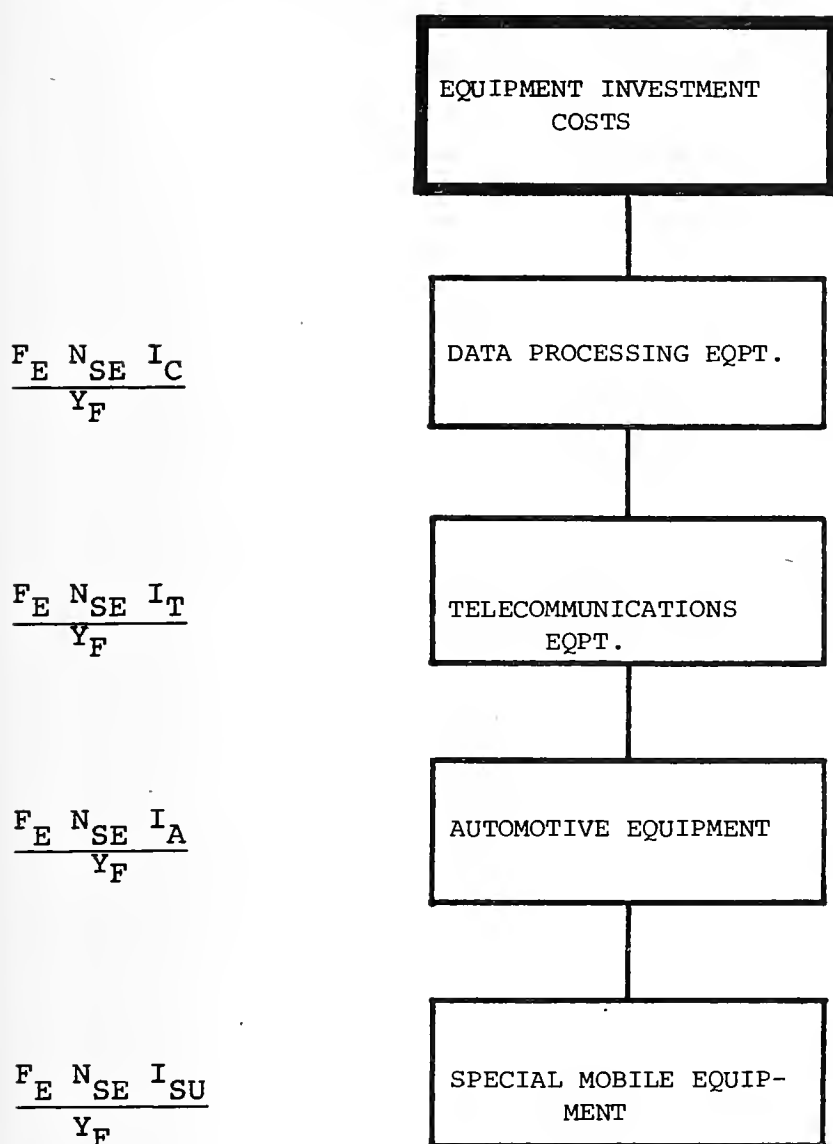 EQUIPMENT INVESTMENT
COSTS
F_E N_SE I_C
Y_F
DATA PROCESSING EQPT.
F_E N_SE I_T
Y_F
TELECOMMUNICATIONS
EQPT.
F_E N_SE I_A
Y_F
AUTOMOTIVE EQUIPMENT
F_E N_SE I_SU
Y_F
SPECIAL MOBILE EQUIP-
MENT